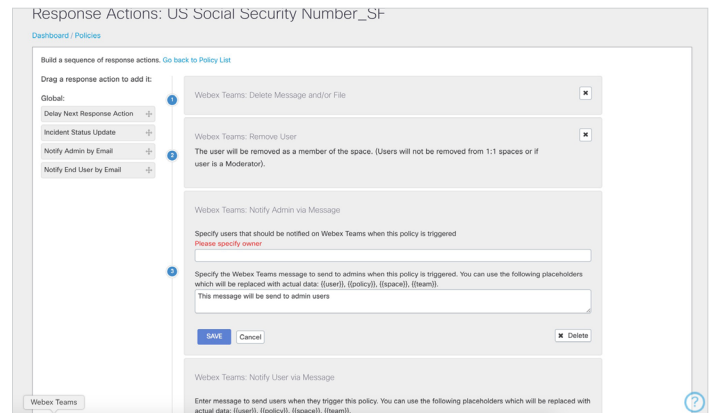 Response Actions: US Social Security Number_SF
Dashboard / Policies
Build a sequence of response actions. Go back to Policy List
Drag a response action to add it:
Global:
Delay Next Response Action
Incident Status Update
Notify Admin by Email
Notify End User by Email
1
Webex Teams: Delete Message and/or File
2
Webex Teams: Remove User
The user will be removed as a member of the space. (Users will not be removed from 1:1 spaces or if
user is a Moderator).
3
Webex Teams: Notify Admin via Message
Specify users that should be notified on Webex Teams when this policy is triggered
Please specify owner
Specify the Webex Teams message to send to admins when this policy is triggered. You can use the following placeholders
which will be replaced with actual data: {{user}}, {{policy}}, {{space}}, {{team}}.
This message will be send to admin users
SAVE
Cancel
Delete
Webex Teams: Notify User via Message
Enter message to send users when they trigger this policy. You can use the following placeholders which will be replaced with
actual data: {{user}}, {{policy}}, {{space}}, {{team}}.
Webex Teams
?